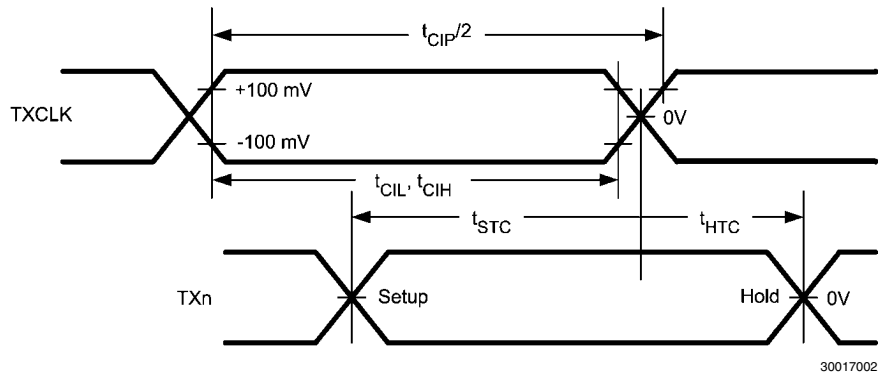 tCIP/2
+100 mV
TXCLK
0V
-100 mV
tCIL, tCIH
tSTC
tHTC
TXn
Setup
Hold
0V
30017002